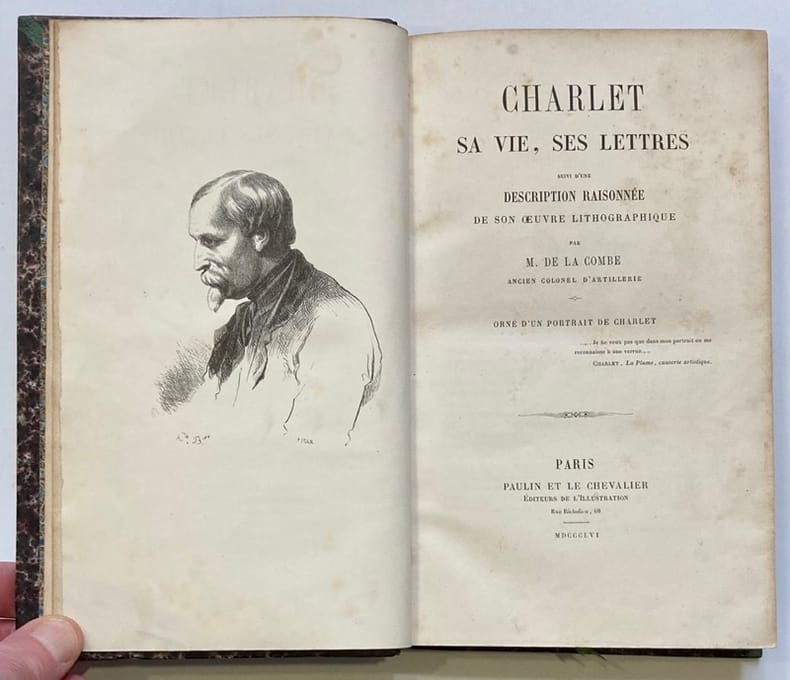 CHARLET
SA VIE, SES LETTRES
SUIVI D'UNE
DESCRIPTION RAISONNÉE
DE SON ŒUVRE LITHOGRAPHIQUE
PAR
M. DE LA COMBE
ANCIEN COLONEL D'ARTILLERIE
ORNÉ D'UN PORTRAIT DE CHARLET
.....Je ne veux pas que dans mon portrait on me
reconnaisse à une verrue....
CHARLET, La Plume, causerie artistique.
PARIS
PAULIN ET LE CHEVALIER
ÉDITEURS DE L'ILLUSTRATION
Rue Richelieu, 60
MDCCCLVI